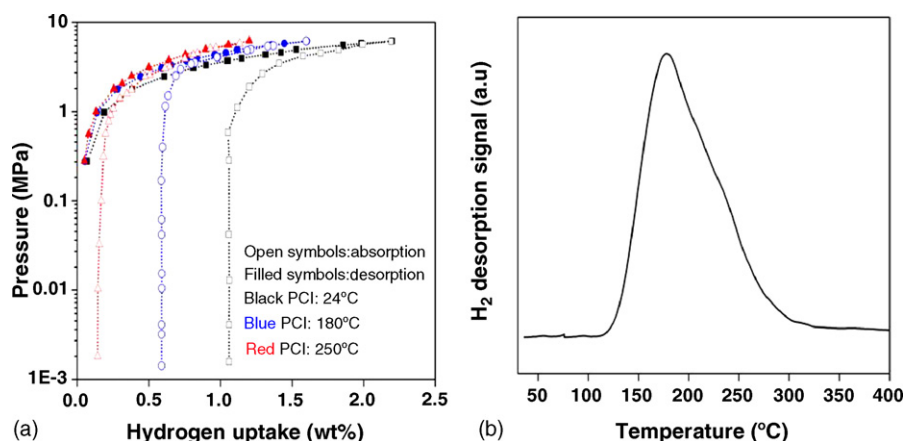 10
1
0.1
0.01
1E-3
Pressure (MPa)
Open symbols:absorption
Filled symbols:desorption
Black PCI: 24ºC
Blue PCI: 180ºC
Red PCI: 250ºC
0.0 0.5 1.0 1.5 2.0 2.5
(a) Hydrogen uptake (wt%)
H₂ desorption signal (a.u)
50 100 150 200 250 300 350 400
(b) Temperature (ºC)